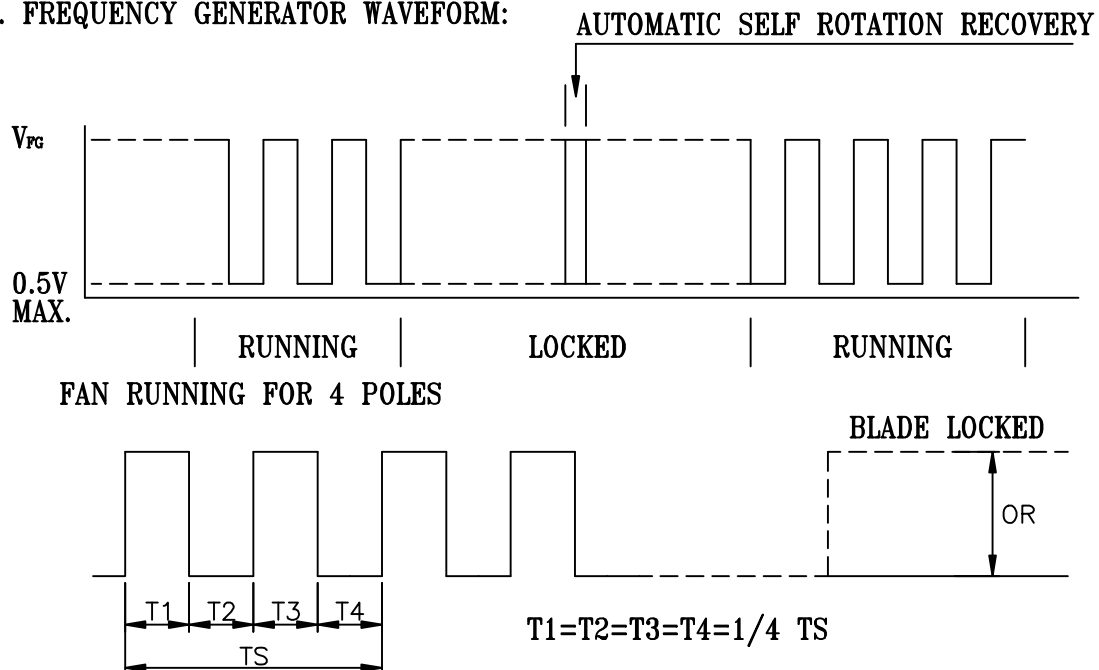 . FREQUENCY GENERATOR WAVEFORM:
AUTOMATIC SELF ROTATION RECOVERY
VFG
0.5V
MAX.
RUNNING LOCKED RUNNING
FAN RUNNING FOR 4 POLES
BLADE LOCKED
OR
T1 T2 T3 T4
T1=T2=T3=T4=1/4 TS
TS